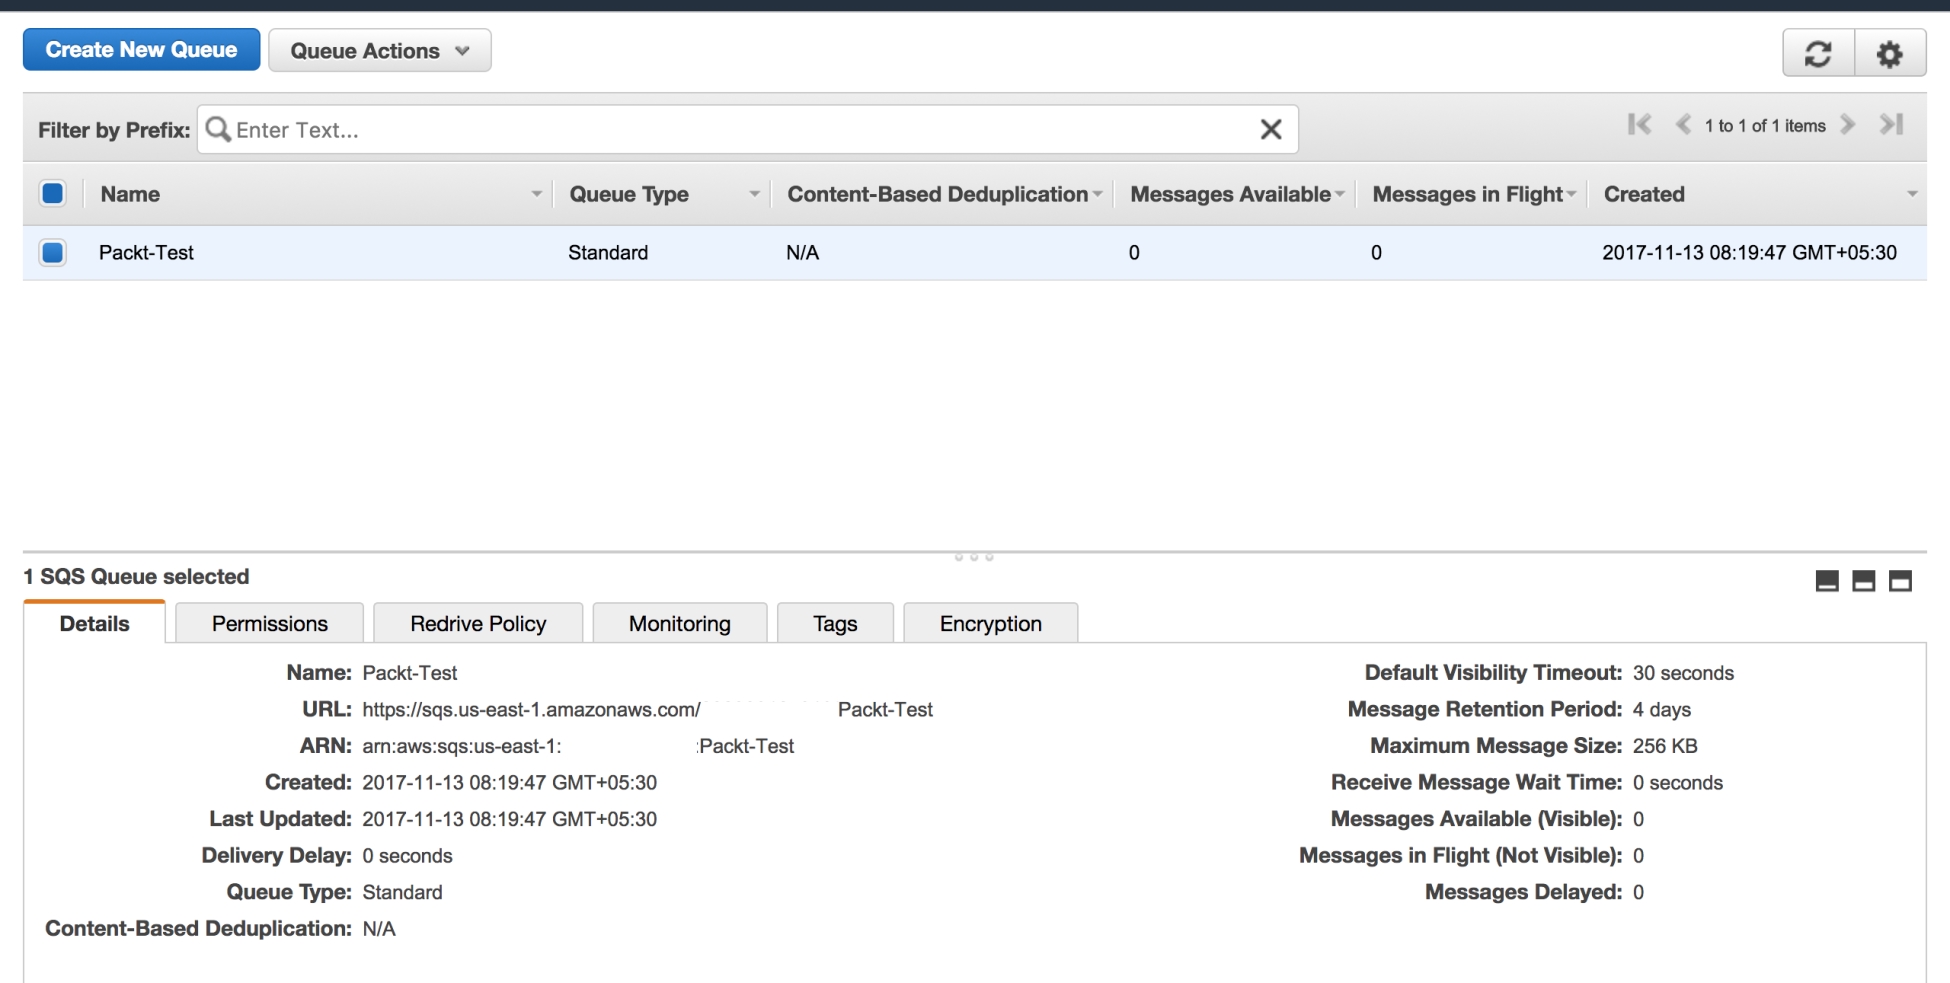 Create New Queue Queue Actions
Filter by Prefix: Enter Text... 1 to 1 of 1 items
Name Queue Type Content-Based Deduplication Messages Available Messages in Flight Created
Packt-Test Standard N/A 0 0 2017-11-13 08:19:47 GMT+05:30
1 SQS Queue selected
Details Permissions Redrive Policy Monitoring Tags Encryption
Name: Packt-Test
URL: https://sqs.us-east-1.amazonaws.com/ Packt-Test
ARN: arn:aws:sqs:us-east-1: :Packt-Test
Created: 2017-11-13 08:19:47 GMT+05:30
Last Updated: 2017-11-13 08:19:47 GMT+05:30
Delivery Delay: 0 seconds
Queue Type: Standard
Content-Based Deduplication: N/A
Default Visibility Timeout: 30 seconds
Message Retention Period: 4 days
Maximum Message Size: 256 KB
Receive Message Wait Time: 0 seconds
Messages Available (Visible): 0
Messages in Flight (Not Visible): 0
Messages Delayed: 0